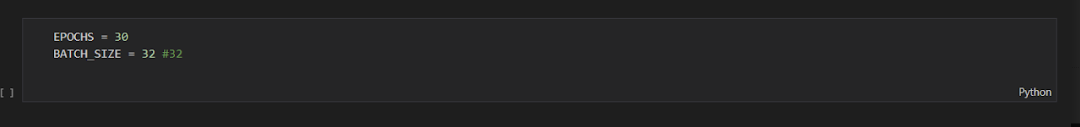 EPOCHS = 30
BATCH_SIZE = 32 #32
[ ]
Python